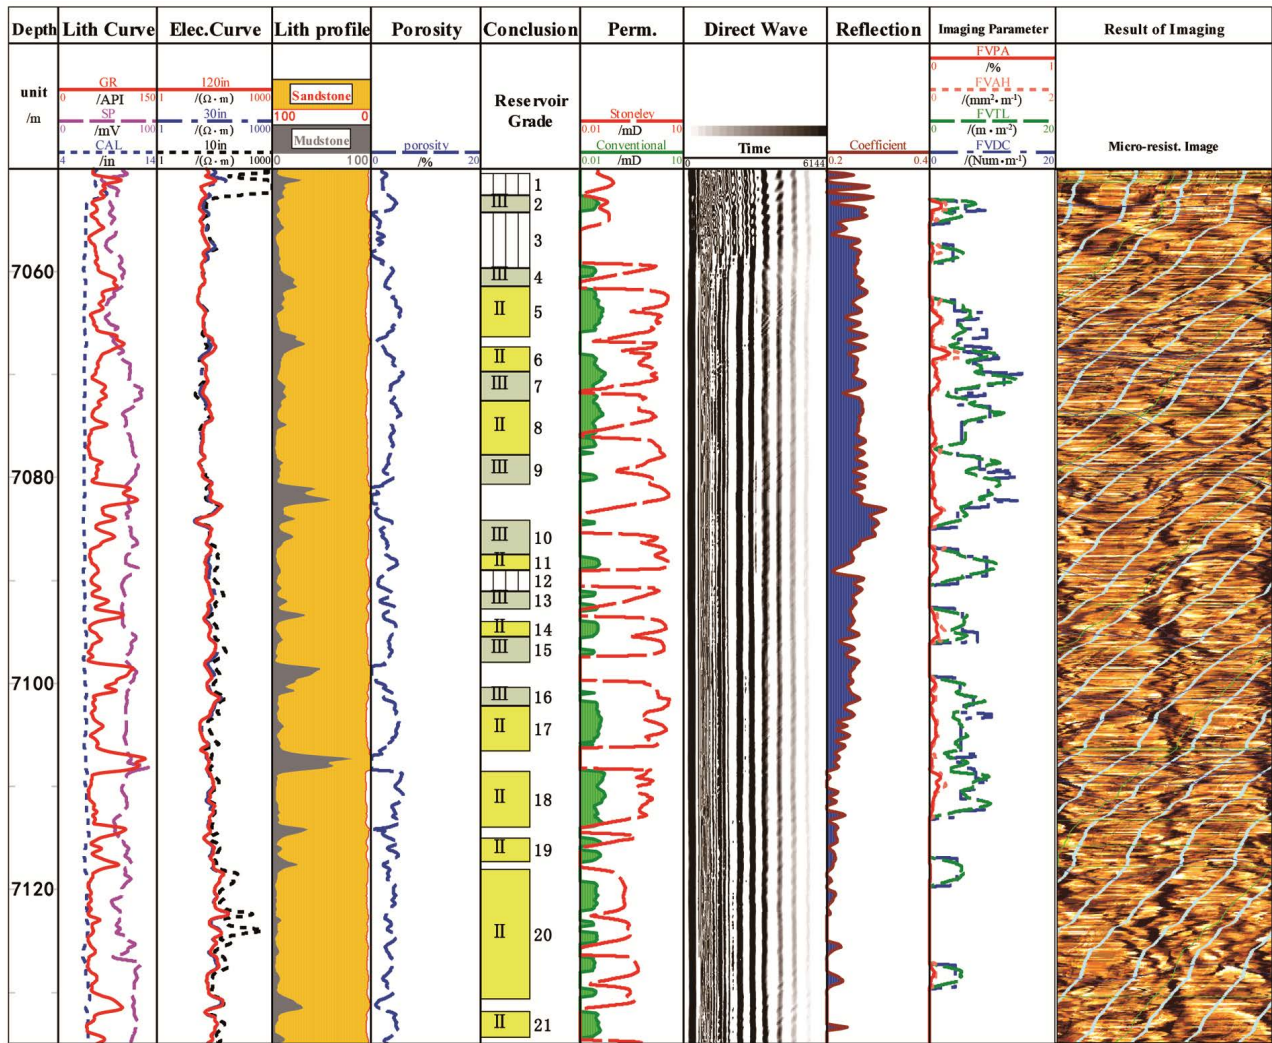 Depth Lith Curve Elec.Curve Lith profile Porosity Conclusion Perm. Direct Wave Reflection Imaging Parameter Result of Imaging
unit
/m
GR
0 /API 150
SP
0 /mV 100
CAL
4 /in 14
120in
1 /(Ω·m) 1000
30in
1 /(Ω·m) 1000
10in
1 /(Ω·m) 1000
Sandstone
100 0
Mudstone
0 100
porosity
0 /% 20
Reservoir
Grade
Stoneley
0.01 /mD 10
Conventional
0.01 /mD 10
Time
0 6144
Coefficient
0.2 0.4
FVPA
0 /% 1
FVAH
0 /(mm²·m⁻¹) 2
FVTL
0 /(m·m⁻²) 20
FVDC
0 /(Num·m⁻¹) 20
Micro-resist. Image
7060
7080
7100
7120
1
III 2
3
III 4
II 5
II 6
III 7
II 8
III 9
III 10
II 11
12
III 13
II 14
III 15
III 16
II 17
II 18
II 19
II 20
II 21